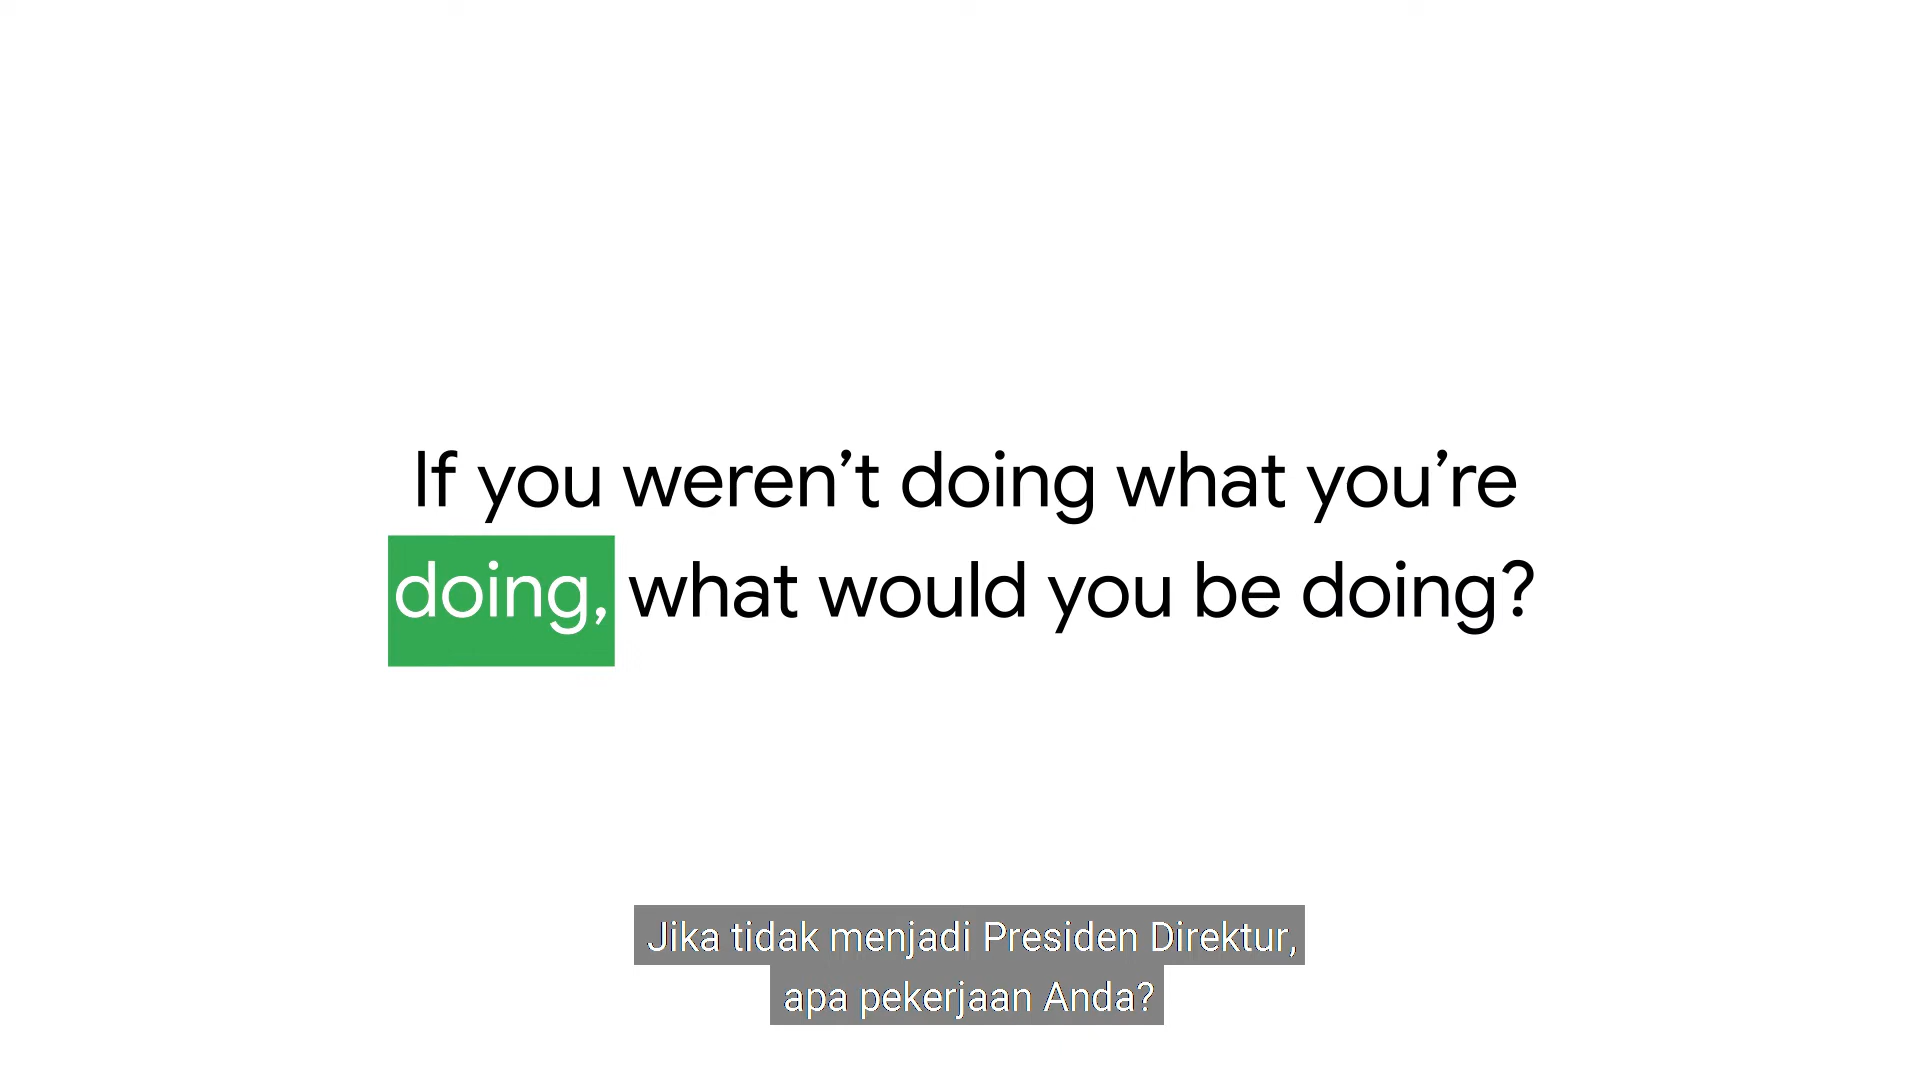 If you weren’t doing what you’re
doing, what would you be doing?
Jika tidak menjadi Presiden Direktur,
apa pekerjaan Anda?